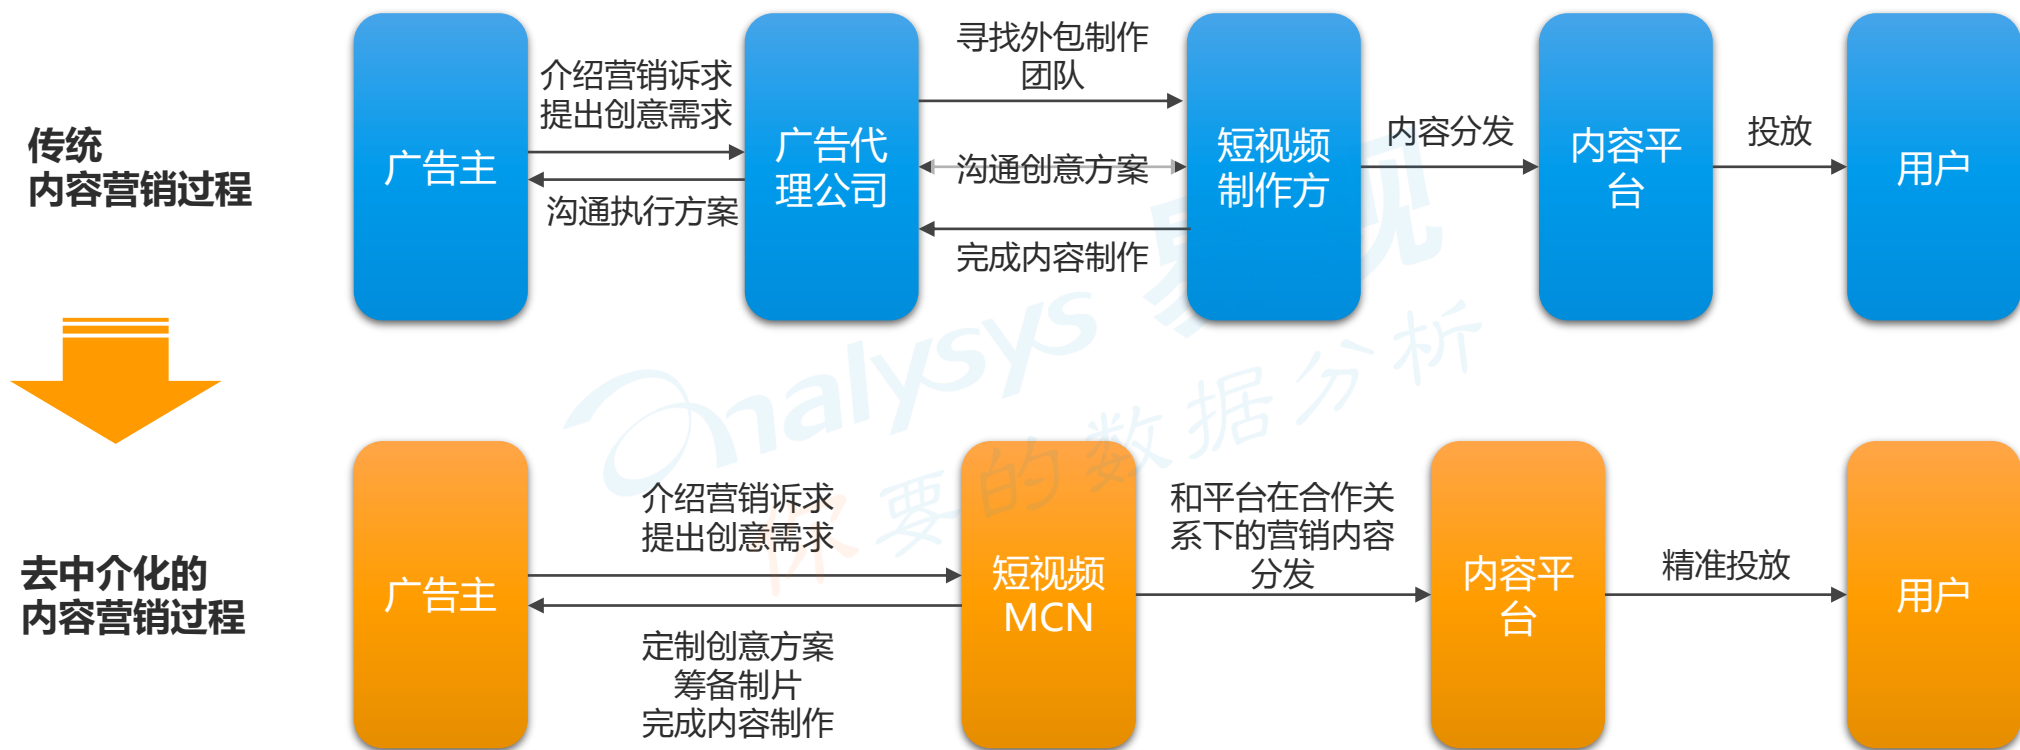 传统
内容营销过程
广告主
介绍营销诉求
提出创意需求
沟通执行方案
广告代
理公司
寻找外包制作
团队
沟通创意方案
完成内容制作
短视频
制作方
内容分发
内容平
台
投放
用户
去中介化的
内容营销过程
广告主
介绍营销诉求
提出创意需求
定制创意方案
筹备制片
完成内容制作
短视频
MCN
和平台在合作关
系下的营销内容
分发
内容平
台
精准投放
用户
analysys 易观
你要的数据分析